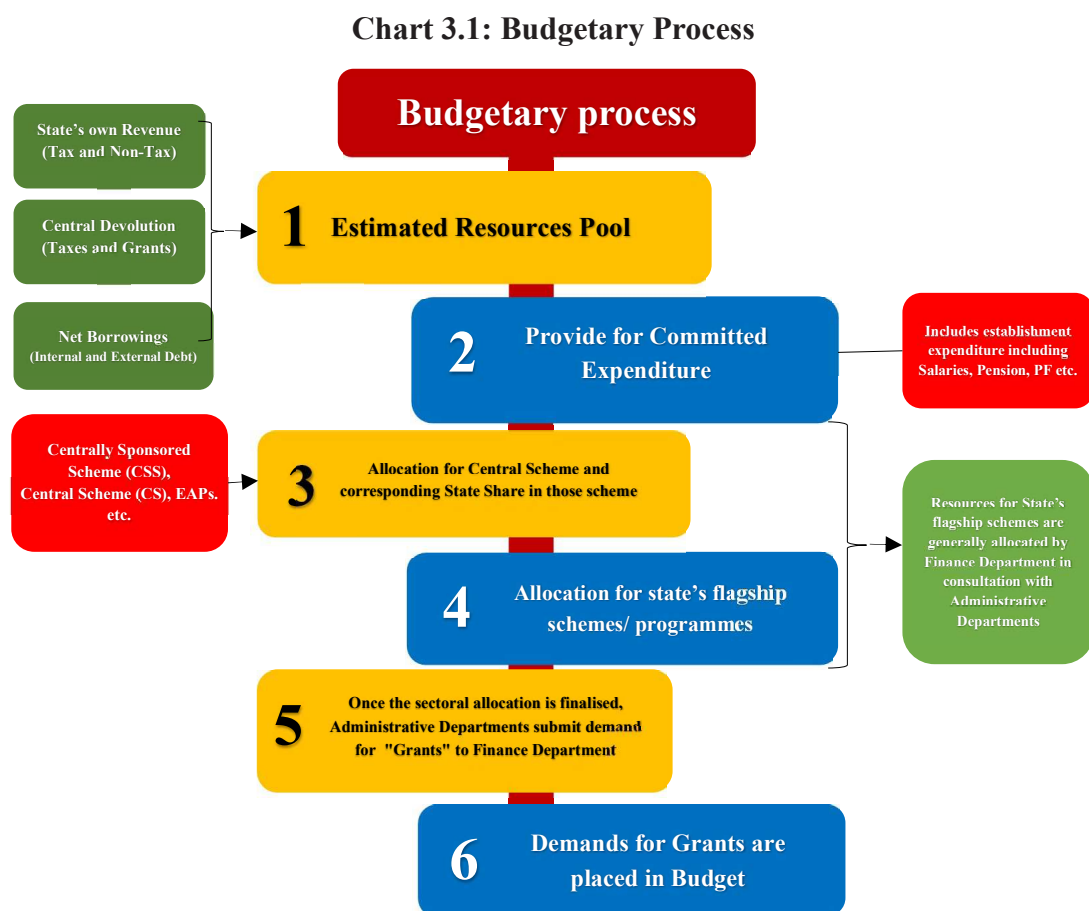 Chart 3.1: Budgetary Process
Budgetary process
State's own Revenue
(Tax and Non-Tax)
Central Devolution
(Taxes and Grants)
Net Borrowings
(Internal and External Debt)
1
Estimated Resources Pool
2
Provide for Committed
Expenditure
Includes establishment
expenditure including
Salaries, Pension, PF etc.
Centrally Sponsored
Scheme (CSS),
Central Scheme (CS), EAPs.
etc.
3
Allocation for Central Scheme and
corresponding State Share in those scheme
4
Allocation for state's flagship
schemes/ programmes
Resources for State's
flagship schemes are
generally allocated by
Finance Department in
consultation with
Administrative
Departments
5
Once the sectoral allocation is finalised,
Administrative Departments submit demand
for "Grants" to Finance Department
6
Demands for Grants are
placed in Budget